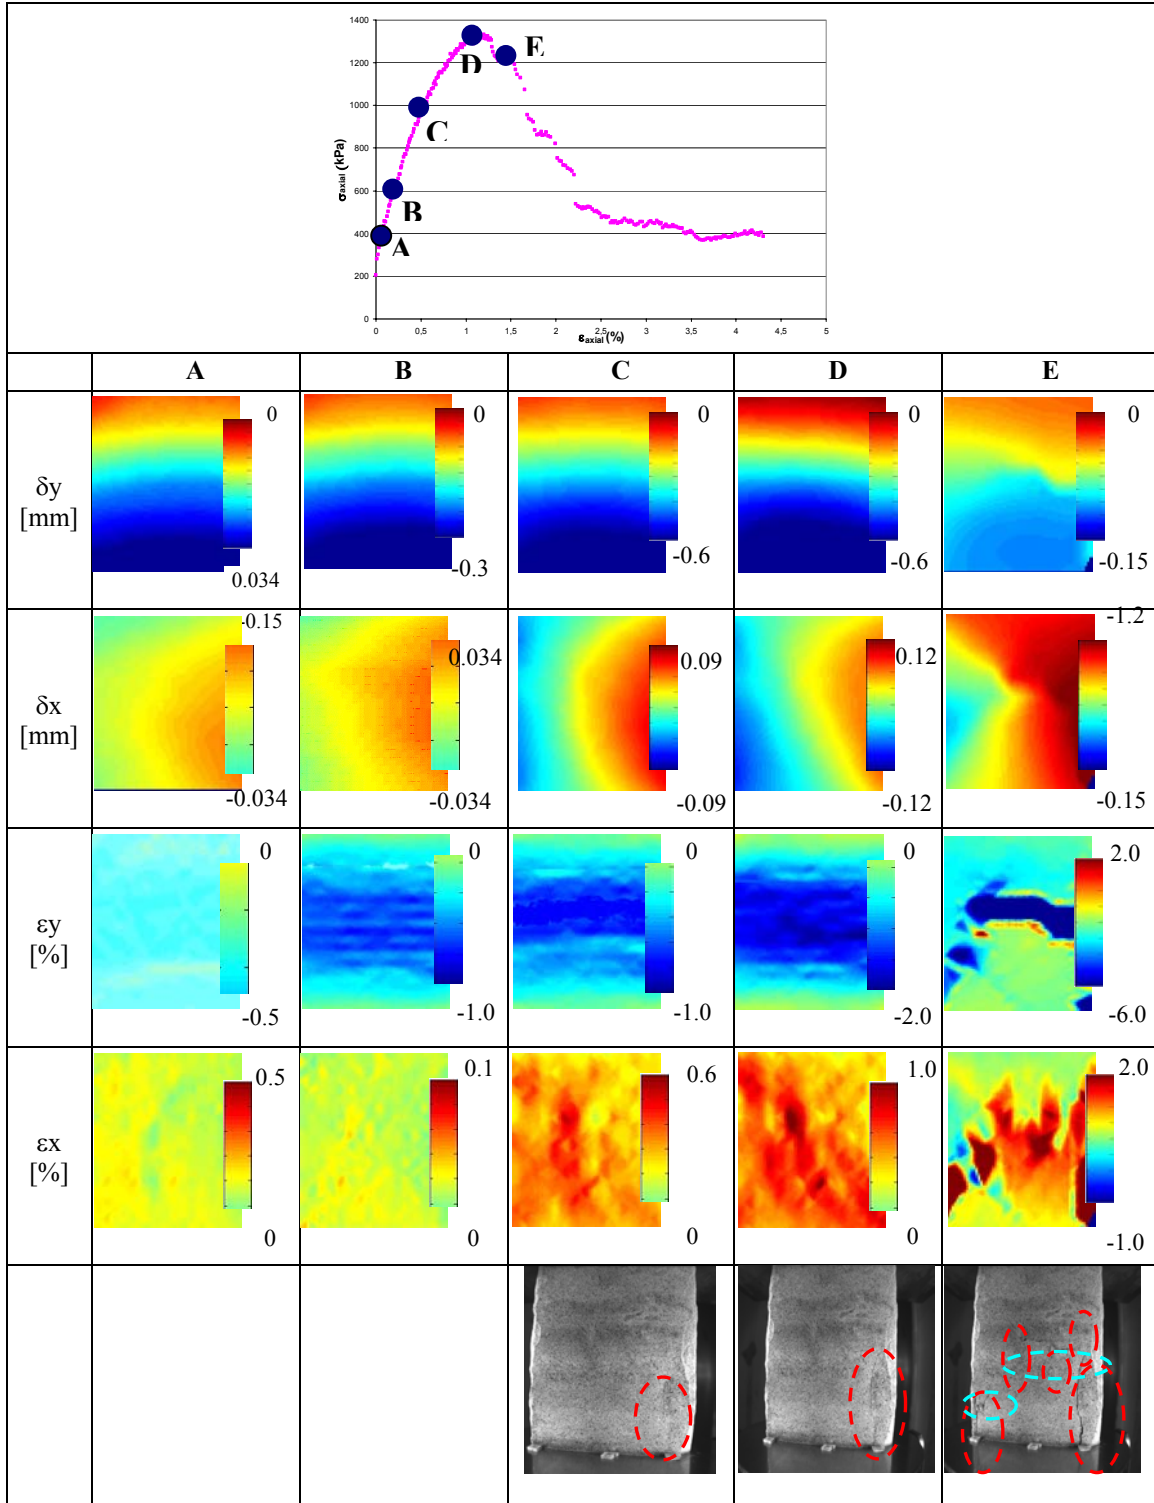 1400
1200
1000
800
600
400
200
0
σaxial (kPa)
A
B
C
D
E
0 0,5 1 1,5 2 2,5 3 3,5 4 4,5 5
εaxial (%)
A B C D E
δy
[mm]
0 0 0 0 0
0.034 -0.3 -0.6 -0.6 -0.15
δx
[mm]
-0.15 0.034 0.09 0.12 -1.2
-0.034 -0.034 -0.09 -0.12 -0.15
εy
[%]
0 0 0 0 2.0
-0.5 -1.0 -1.0 -2.0 -6.0
εx
[%]
0.5 0.1 0.6 1.0 2.0
0 0 0 0 -1.0